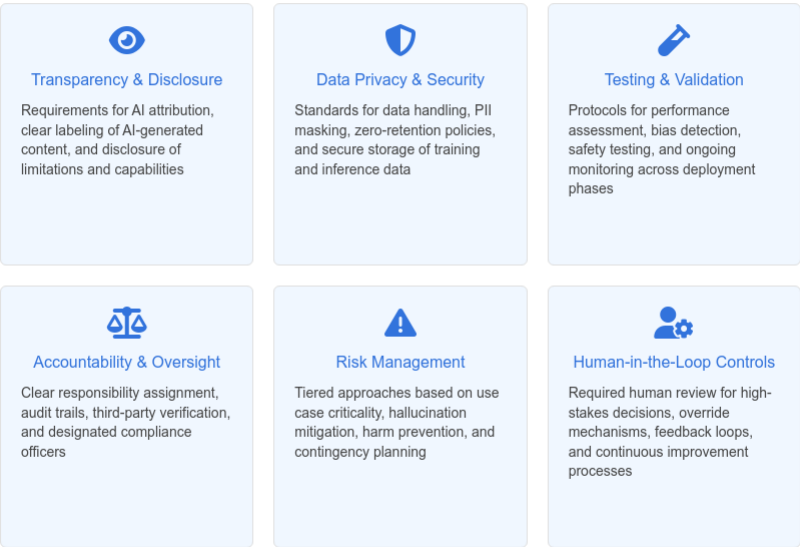 Transparency & Disclosure
Requirements for AI attribution,
clear labeling of AI-generated
content, and disclosure of
limitations and capabilities
Data Privacy & Security
Standards for data handling, PII
masking, zero-retention policies,
and secure storage of training
and inference data
Testing & Validation
Protocols for performance
assessment, bias detection,
safety testing, and ongoing
monitoring across deployment
phases
Accountability & Oversight
Clear responsibility assignment,
audit trails, third-party verification,
and designated compliance
officers
Risk Management
Tiered approaches based on use
case criticality, hallucination
mitigation, harm prevention, and
contingency planning
Human-in-the-Loop Controls
Required human review for high-
stakes decisions, override
mechanisms, feedback loops,
and continuous improvement
processes